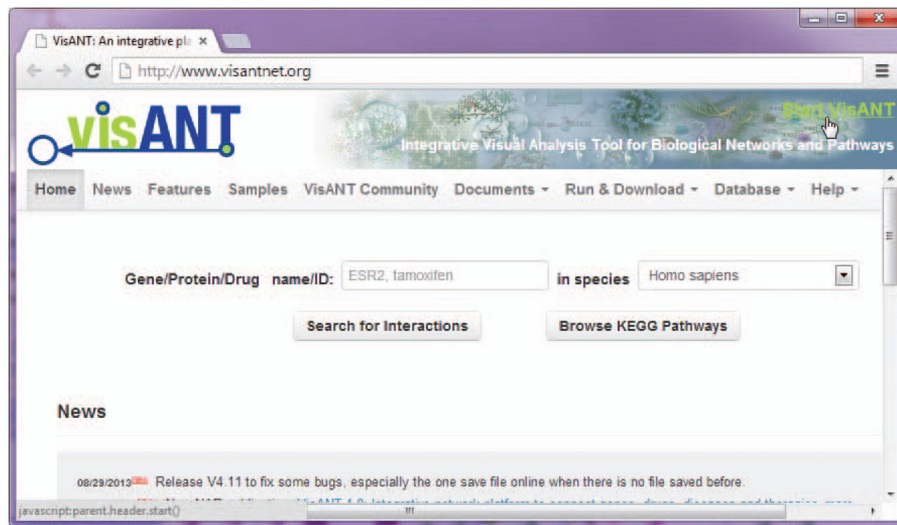 VisANT: An integrative pla
http://www.visantnet.org
visANT
Start VisANT
Integrative Visual Analysis Tool for Biological Networks and Pathways
Home News Features Samples VisANT Community Documents Run & Download Database Help
Gene/Protein/Drug name/ID: ESR2, tamoxifen in species Homo sapiens
Search for Interactions Browse KEGG Pathways
News
08/29/2013 Release V4.11 to fix some bugs, especially the one save file online when there is no file saved before.
javascript:parent.header.start()